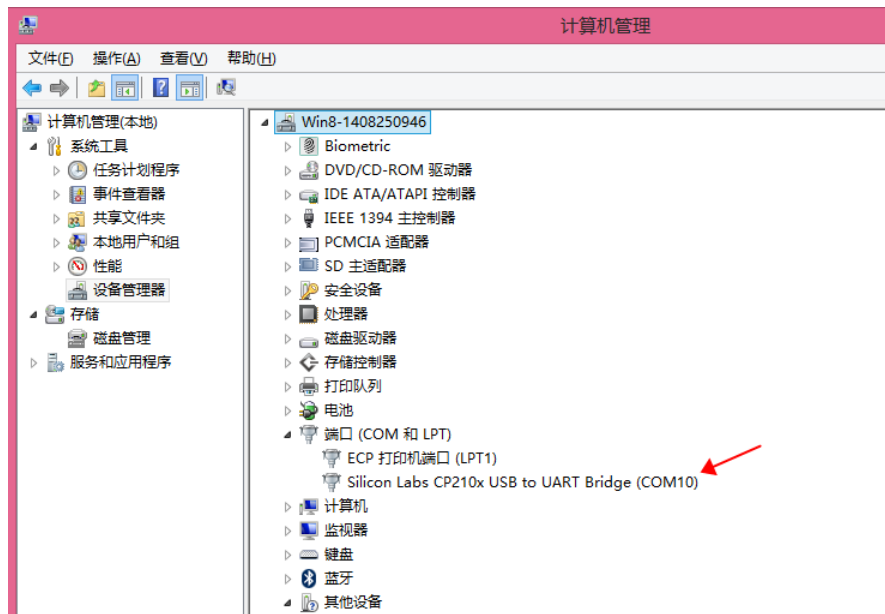 计算机管理
文件(F) 操作(A) 查看(V) 帮助(H)
计算机管理(本地)
系统工具
任务计划程序
事件查看器
共享文件夹
本地用户和组
性能
设备管理器
存储
磁盘管理
服务和应用程序
Win8-1408250946
Biometric
DVD/CD-ROM 驱动器
IDE ATA/ATAPI 控制器
IEEE 1394 主控制器
PCMCIA 适配器
SD 主适配器
安全设备
处理器
磁盘驱动器
存储控制器
打印队列
电池
端口 (COM 和 LPT)
ECP 打印机端口 (LPT1)
Silicon Labs CP210x USB to UART Bridge (COM10)
计算机
监视器
键盘
蓝牙
其他设备